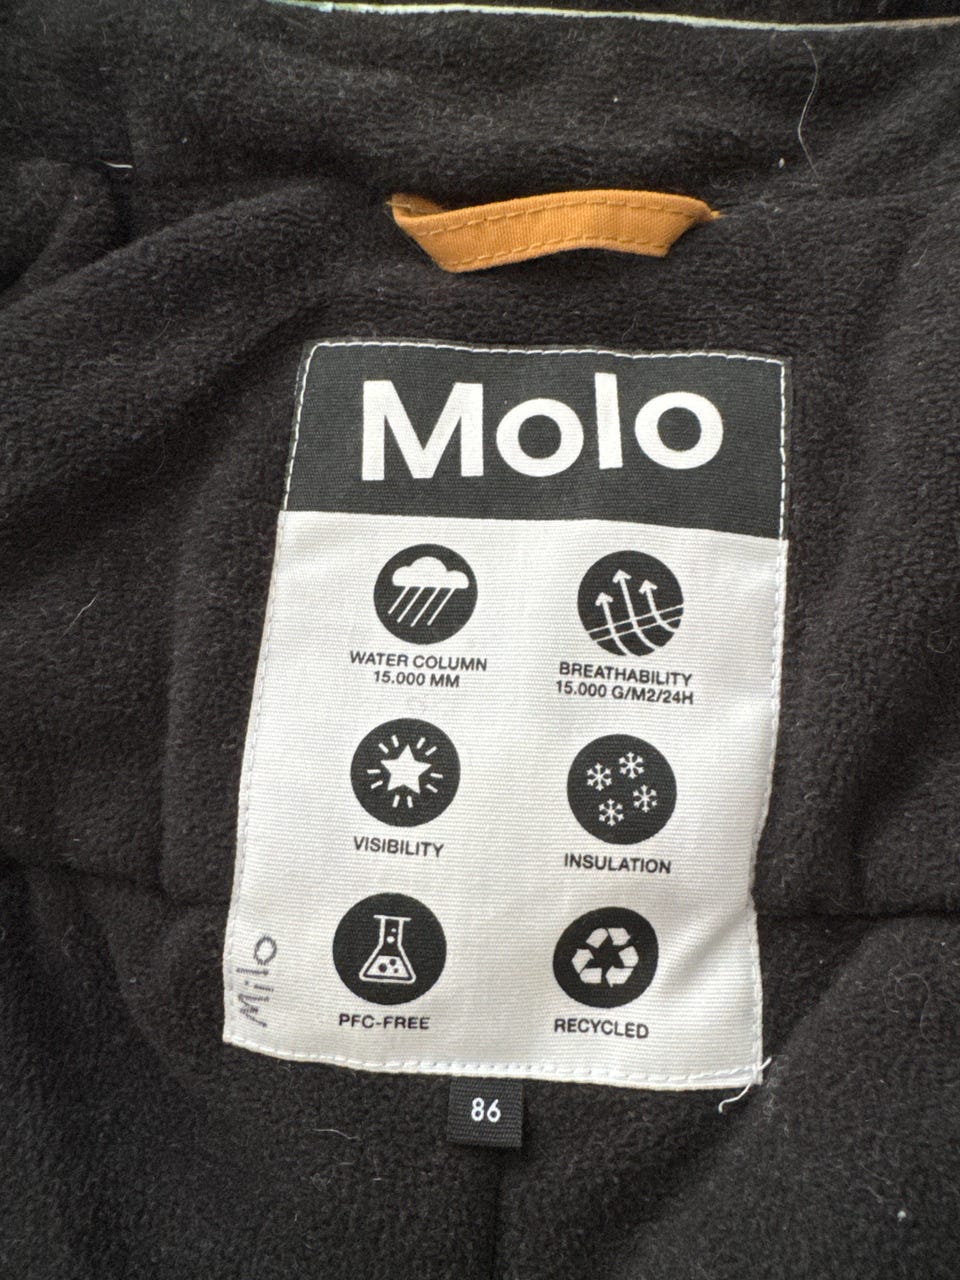 Molo
WATER COLUMN
15.000 MM
BREATHABILITY
15.000 G/M2/24H
VISIBILITY
INSULATION
PFC-FREE
RECYCLED
86